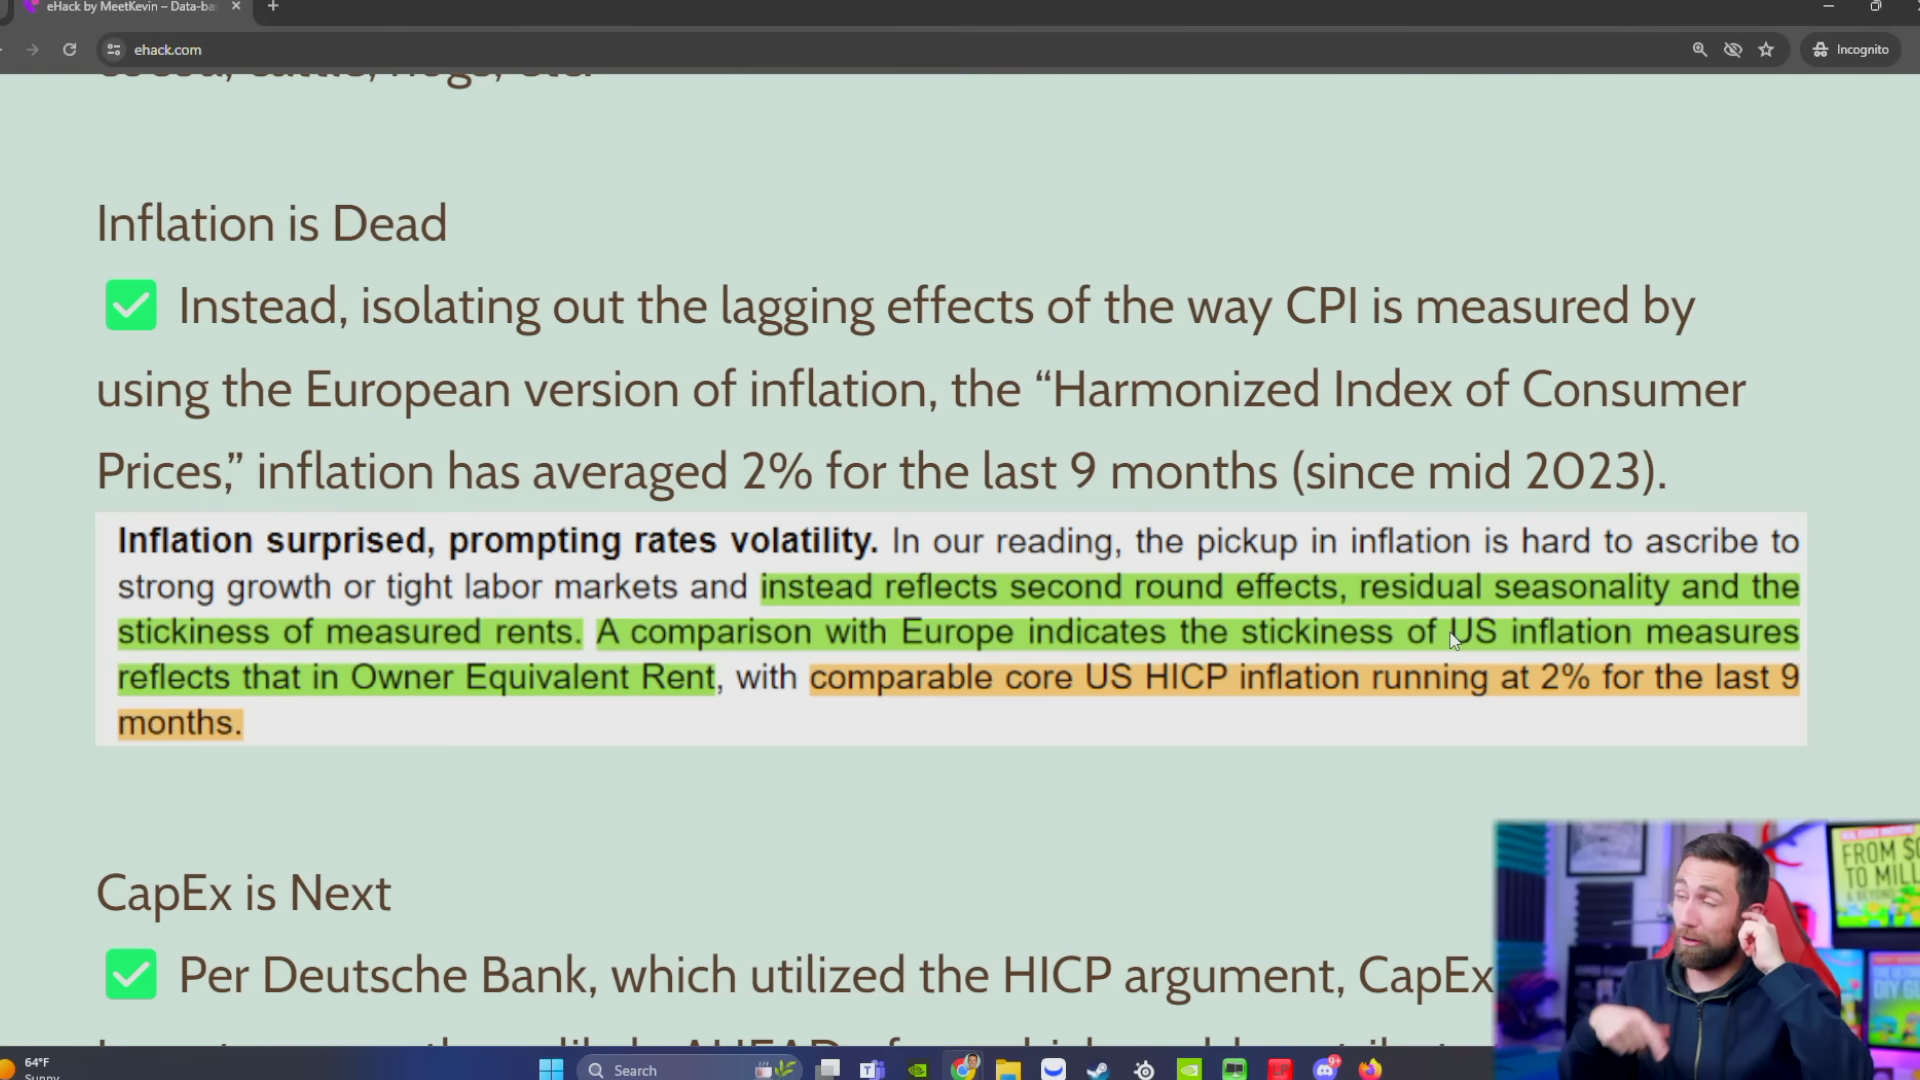 eHack by MeetKevin – Data-ba
ehack.com
Incognito
Inflation is Dead
✅ Instead, isolating out the lagging effects of the way CPI is measured by
using the European version of inflation, the “Harmonized Index of Consumer
Prices,” inflation has averaged 2% for the last 9 months (since mid 2023).
Inflation surprised, prompting rates volatility. In our reading, the pickup in inflation is hard to ascribe to
strong growth or tight labor markets and instead reflects second round effects, residual seasonality and the
stickiness of measured rents. A comparison with Europe indicates the stickiness of US inflation measures
reflects that in Owner Equivalent Rent, with comparable core US HICP inflation running at 2% for the last 9
months.
CapEx is Next
✅ Per Deutsche Bank, which utilized the HICP argument, CapEx
FROM $0
TO MILL
DIY GU
64°F
Sunny
Search
9+